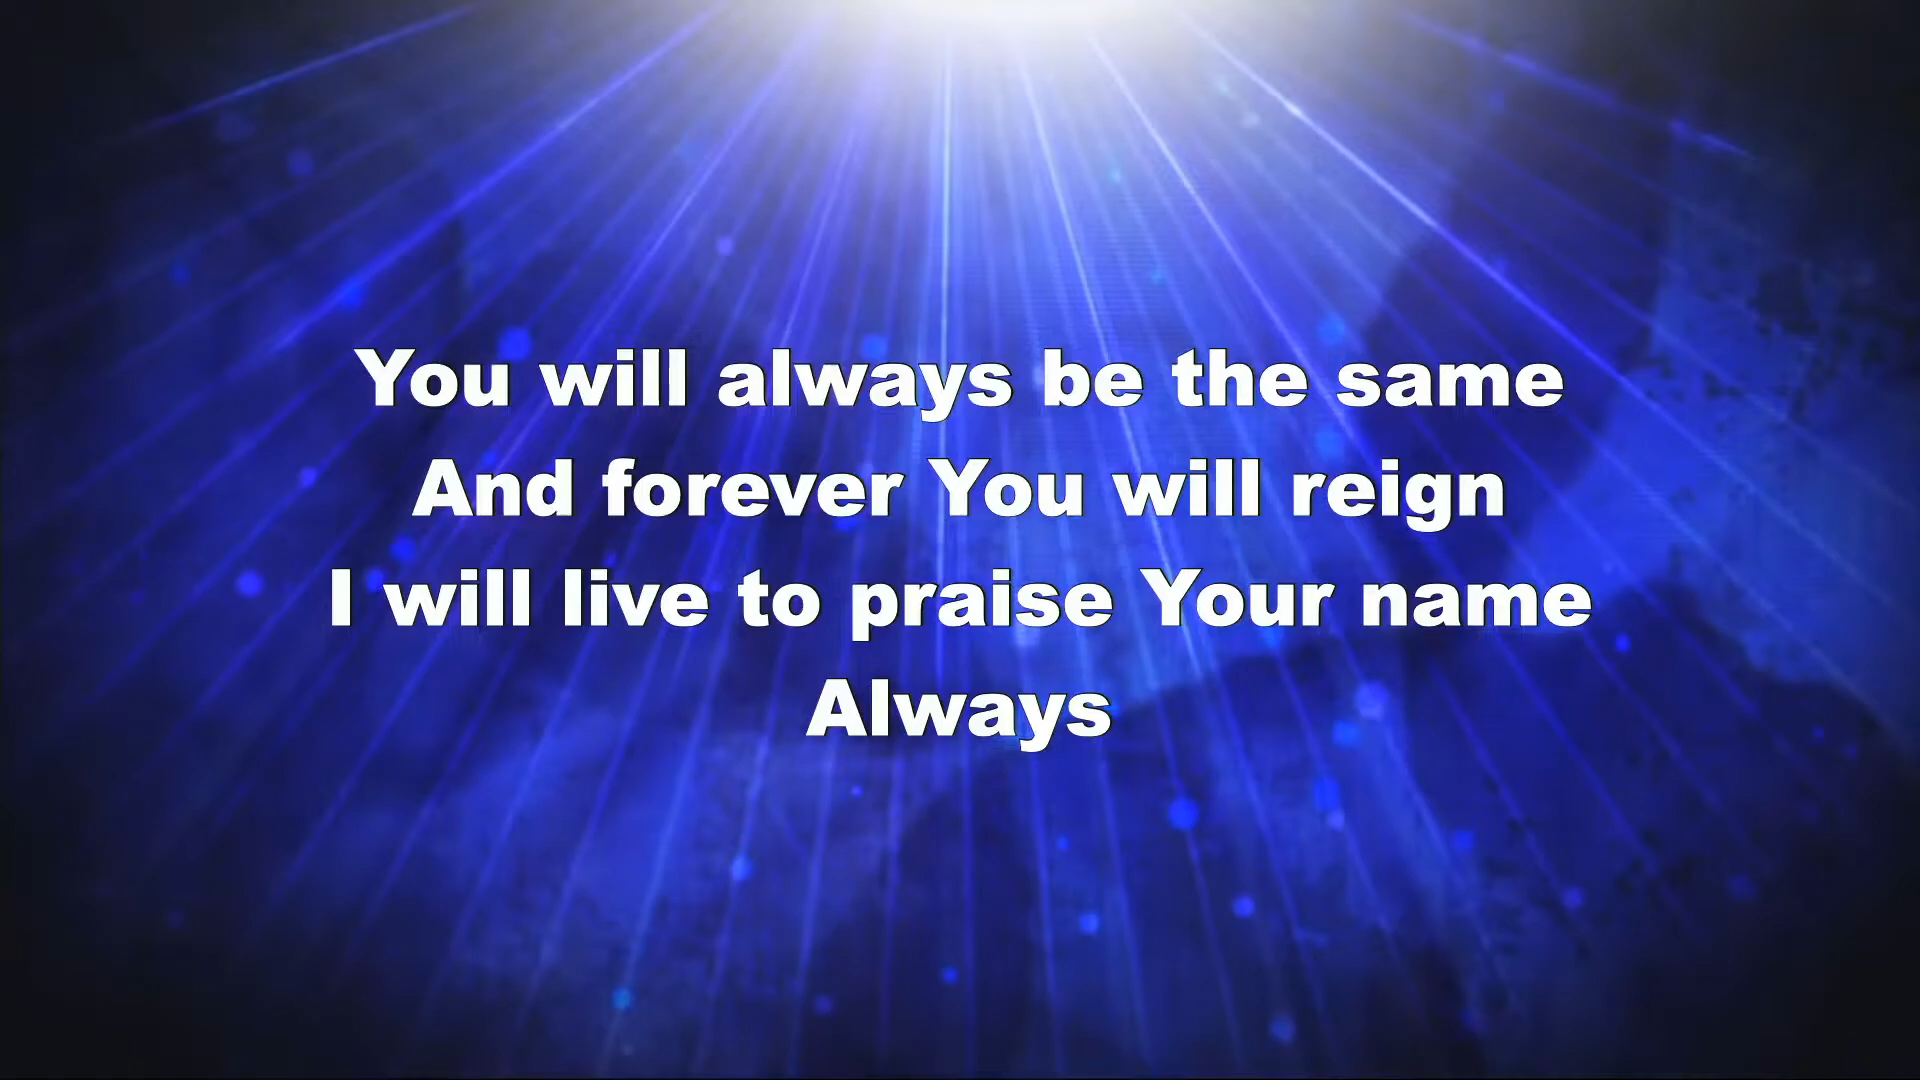 You will always be the same
And forever You will reign
I will live to praise Your name
Always